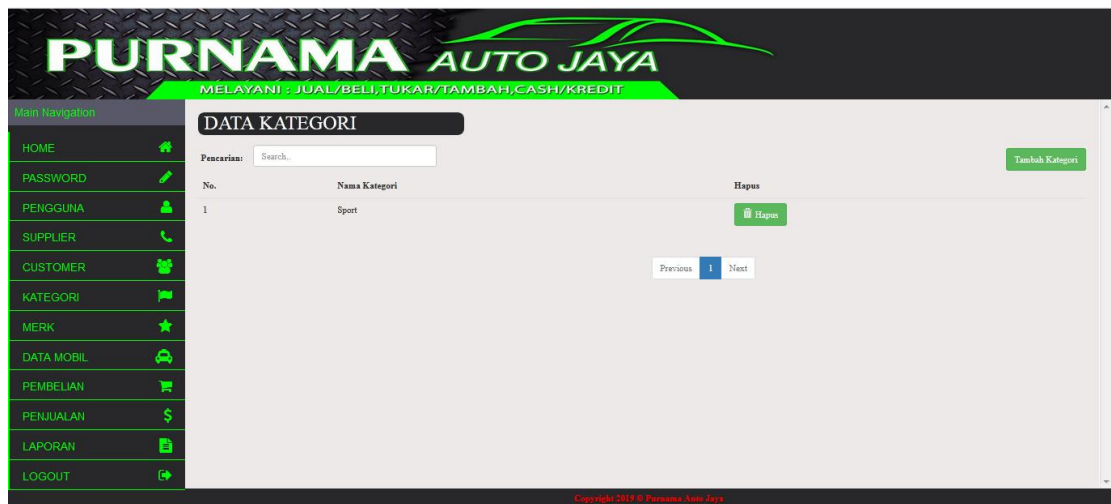 PURNAMA AUTO JAYA
MELAYANI : JUAL/BELI,TUKAR/TAMBAH,CASH/KREDIT
Main Navigation
HOME
PASSWORD
PENGGUNA
SUPPLIER
CUSTOMER
KATEGORI
MERK
DATA MOBIL
PEMBELIAN
PENJUALAN
LAPORAN
LOGOUT
DATA KATEGORI
Pencarian: Search..
Tambah Kategori
No. Nama Kategori Hapus
1 Sport Hapus
Previous 1 Next
Copyright 2019 © Purnama Auto Jaya